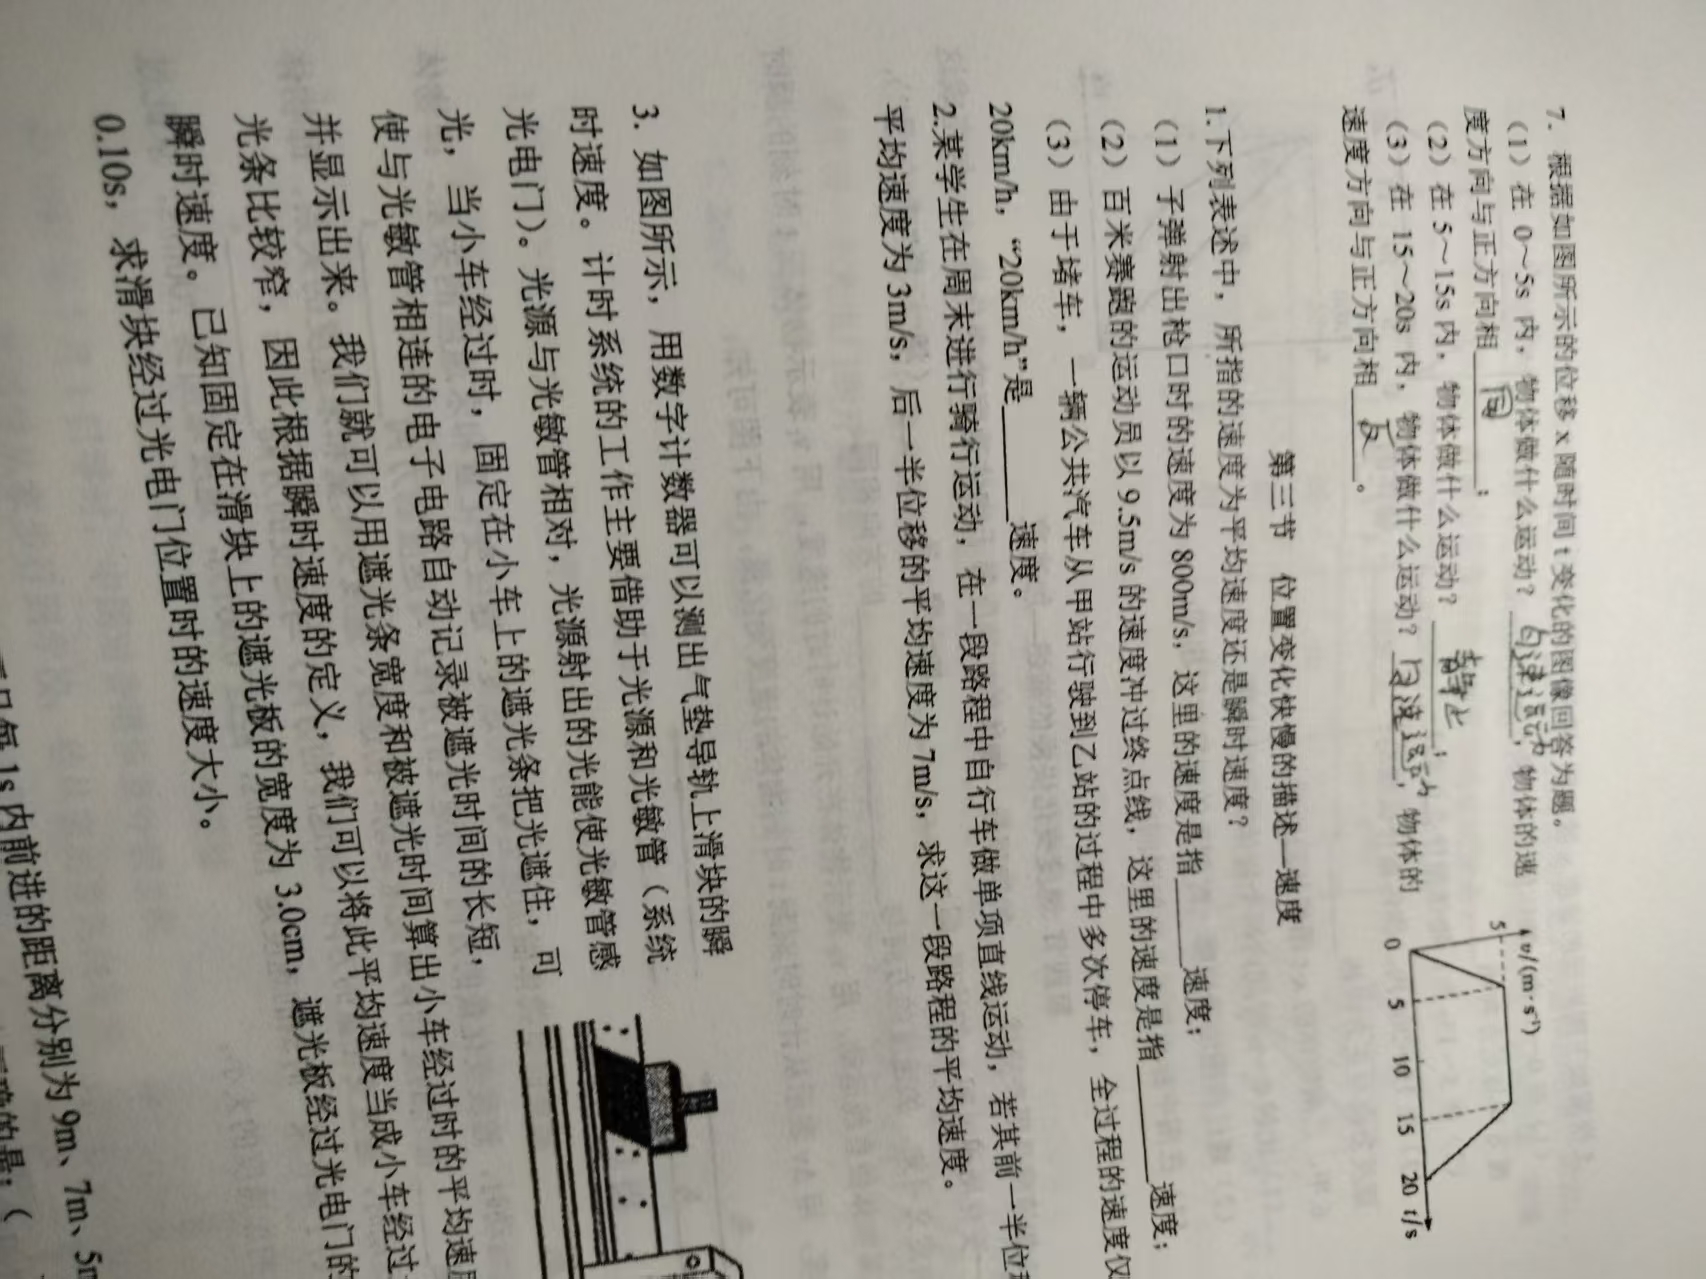 7. 根据如图所示的位移 x 随时间 t 变化的图像回答为题。
(1) 在 0～5s 内，物体做什么运动？匀速运动，物体的速
度方向与正方向相 同 ；
(2) 在 5～15s 内，物体做什么运动？ 静止 ；
(3) 在 15～20s 内，物体做什么运动？匀速运动，物体的
速度方向与正方向相 反 。
v/(m·s⁻¹)
5
0 5 10 15 20 t/s
第三节 位置变化快慢的描述—速度
1.下列表述中，所指的速度为平均速度还是瞬时速度？
(1) 子弹射出枪口时的速度为 800m/s，这里的速度是指______速度；
(2) 百米赛跑的运动员以 9.5m/s 的速度冲过终点线，这里的速度是指______速度；
(3) 由于堵车，一辆公共汽车从甲站行驶到乙站的过程中多次停车，全过程的速度仅
20km/h，“20km/h”是______速度。
2.某学生在周末进行骑行运动，在一段路程中自行车做单项直线运动，若其前一半位
平均速度为 3m/s，后一半位移的平均速度为 7m/s，求这一段路程的平均速度。
3. 如图所示，用数字计数器可以测出气垫导轨上滑块的瞬
时速度。计时系统的工作主要借助于光源和光敏管（系统
光电门）。光源与光敏管相对，光源射出的光能使光敏管感
光，当小车经过时，固定在小车上的遮光条把光遮住，可
使与光敏管相连的电子电路自动记录被遮光时间的长短，
并显示出来。我们就可以用遮光条宽度和被遮光时间算出小车经过时的平均速
光条比较窄，因此根据瞬时速度的定义，我们可以将此平均速度当成小车经过
瞬时速度。已知固定在滑块上的遮光板的宽度为 3.0cm，遮光板经过光电门的
0.10s，求滑块经过光电门位置时的速度大小。
每 1s 内前进的距离分别为 9m、7m、5m
确的是：（